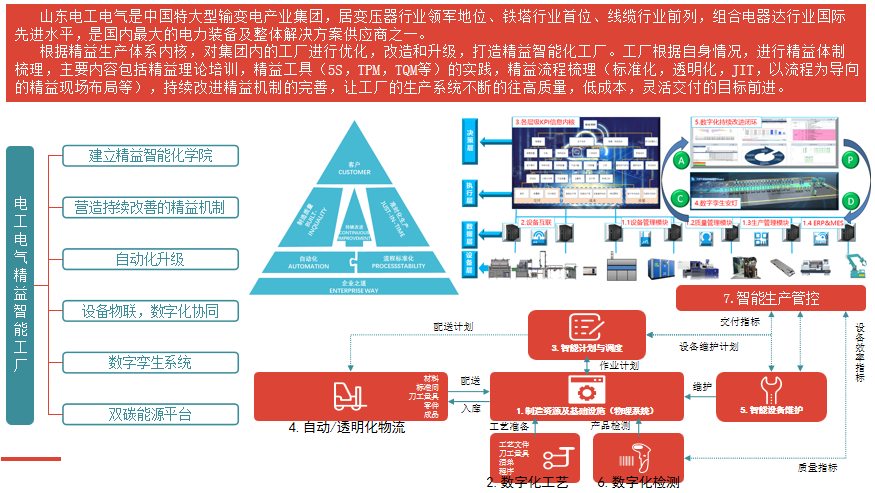 山东电工电气是中国特大型输变电产业集团，居变压器行业领军地位、铁塔行业首位、线缆行业前列，组合电器达行业国际
先进水平，是国内最大的电力装备及整体解决方案供应商之一。
根据精益生产体系内核，对集团内的工厂进行优化，改造和升级，打造精益智能化工厂。工厂根据自身情况，进行精益体制
梳理，主要内容包括精益理论培训，精益工具（5S，TPM，TQM等）的实践，精益流程梳理（标准化，透明化，JIT，以流程为导向
的精益现场布局等），持续改进精益机制的完善，让工厂的生产系统不断的往高质量，低成本，灵活交付的目标前进。
电工电气精益智能工厂
建立精益智能化学院
营造持续改善的精益机制
自动化升级
设备物联，数字化协同
数字孪生系统
双碳能源平台
客户
CUSTOMER
制造质量
BUILT-
INQUALITY
持续改进
CONTINUOUS
IMPROVEMENT
准时化生产
JUST IN TIME
自动化
AUTOMATION
流程标准化
PROCESSSTABILITY
企业之道
ENTERPRISE WAY
决策层
执行层
数据层
设备层
3.各层级KPI信息内核
5.数字化持续改进闭环
A
P
C
D
4.数字孪生安灯
2.设备互联
1.1设备管理模块
1.2质量管理模块
1.3生产管理模块
1.4 ERP&MES
7.智能生产管控
配送计划
3.智能计划与调度
交付指标
设备维护计划
设备效率指标
作业计划
材料
标准间
刀工量具
零件
成品
4.自动/透明化物流
配送
入库
1.制造资源及基础设施（物理系统）
维护
5.智能设备维护
工艺准备
产品检测
工艺文件
刀工量具
清单
程序
2.数字化工艺
6.数字化检测
质量指标